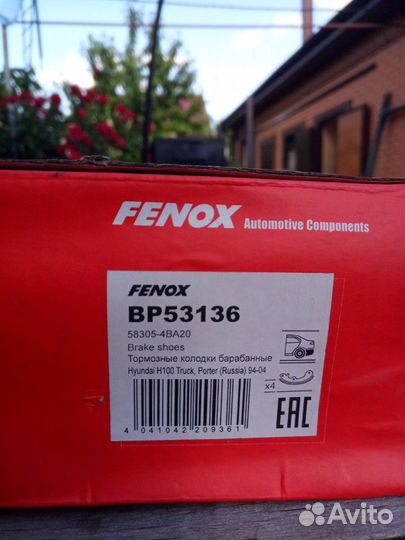 FENOX Automotive Components
FENOX
BP53136
58305-4BA20
Brake shoes
Тормозные колодки барабанные
Hyundai H100 Truck, Porter (Russia) 94-04
x4
4 041042 209361
EAC
Avito